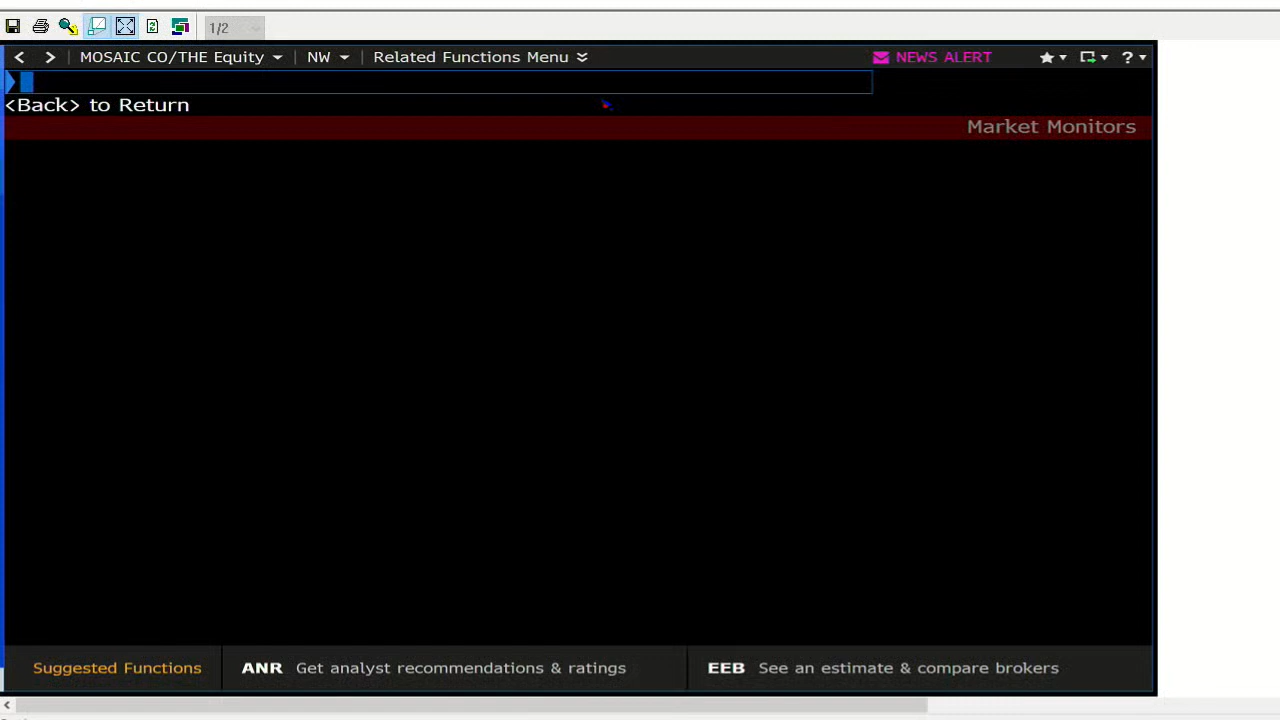 1/2
< > MOSAIC CO/THE Equity NW Related Functions Menu NEWS ALERT ?
<Back> to Return
Market Monitors
Suggested Functions ANR Get analyst recommendations & ratings EEB See an estimate & compare brokers